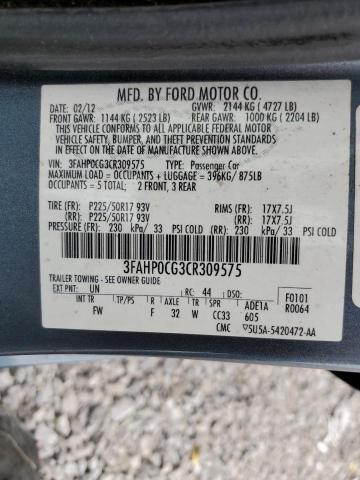 MFD. BY FORD MOTOR CO.
DATE: 02/12 GVWR: 2144 KG ( 4727 LB)
FRONT GAWR: 1144 KG ( 2523 LB) REAR GAWR: 1000 KG ( 2204 LB)
THIS VEHICLE CONFORMS TO ALL APPLICABLE FEDERAL MOTOR VEHICLE
SAFETY, BUMPER, AND THEFT PREVENTION STANDARDS IN EFFECT ON THE
DATE OF MANUFACTURE SHOWN ABOVE.
VIN: 3FAHP0CG3CR309575 TYPE: Passenger Car
MAXIMUM LOAD = OCCUPANTS + LUGGAGE = 396KG/ 875LB
OCCUPANTS = 5 TOTAL; 2 FRONT, 3 REAR
TIRE (FR): P225/50R17 93V RIMS (FR): 17X7.5J
(RR): P225/50R17 93V (RR): 17X7.5J
PRESSURE (FR): 230 kPa/ 33 PSI COLD (RR): 230 kPa/ 33 PSI COLD
3FAHP0CG3CR309575
TRAILER TOWING - SEE OWNER GUIDE
EXT PNT: UN RC: 44 DSO: F0101
INT TR TP/PS R AXLE TR SPR ADE1A R0064
FW F 32 W CC33 605
CMC 5U5A-5420472-AA